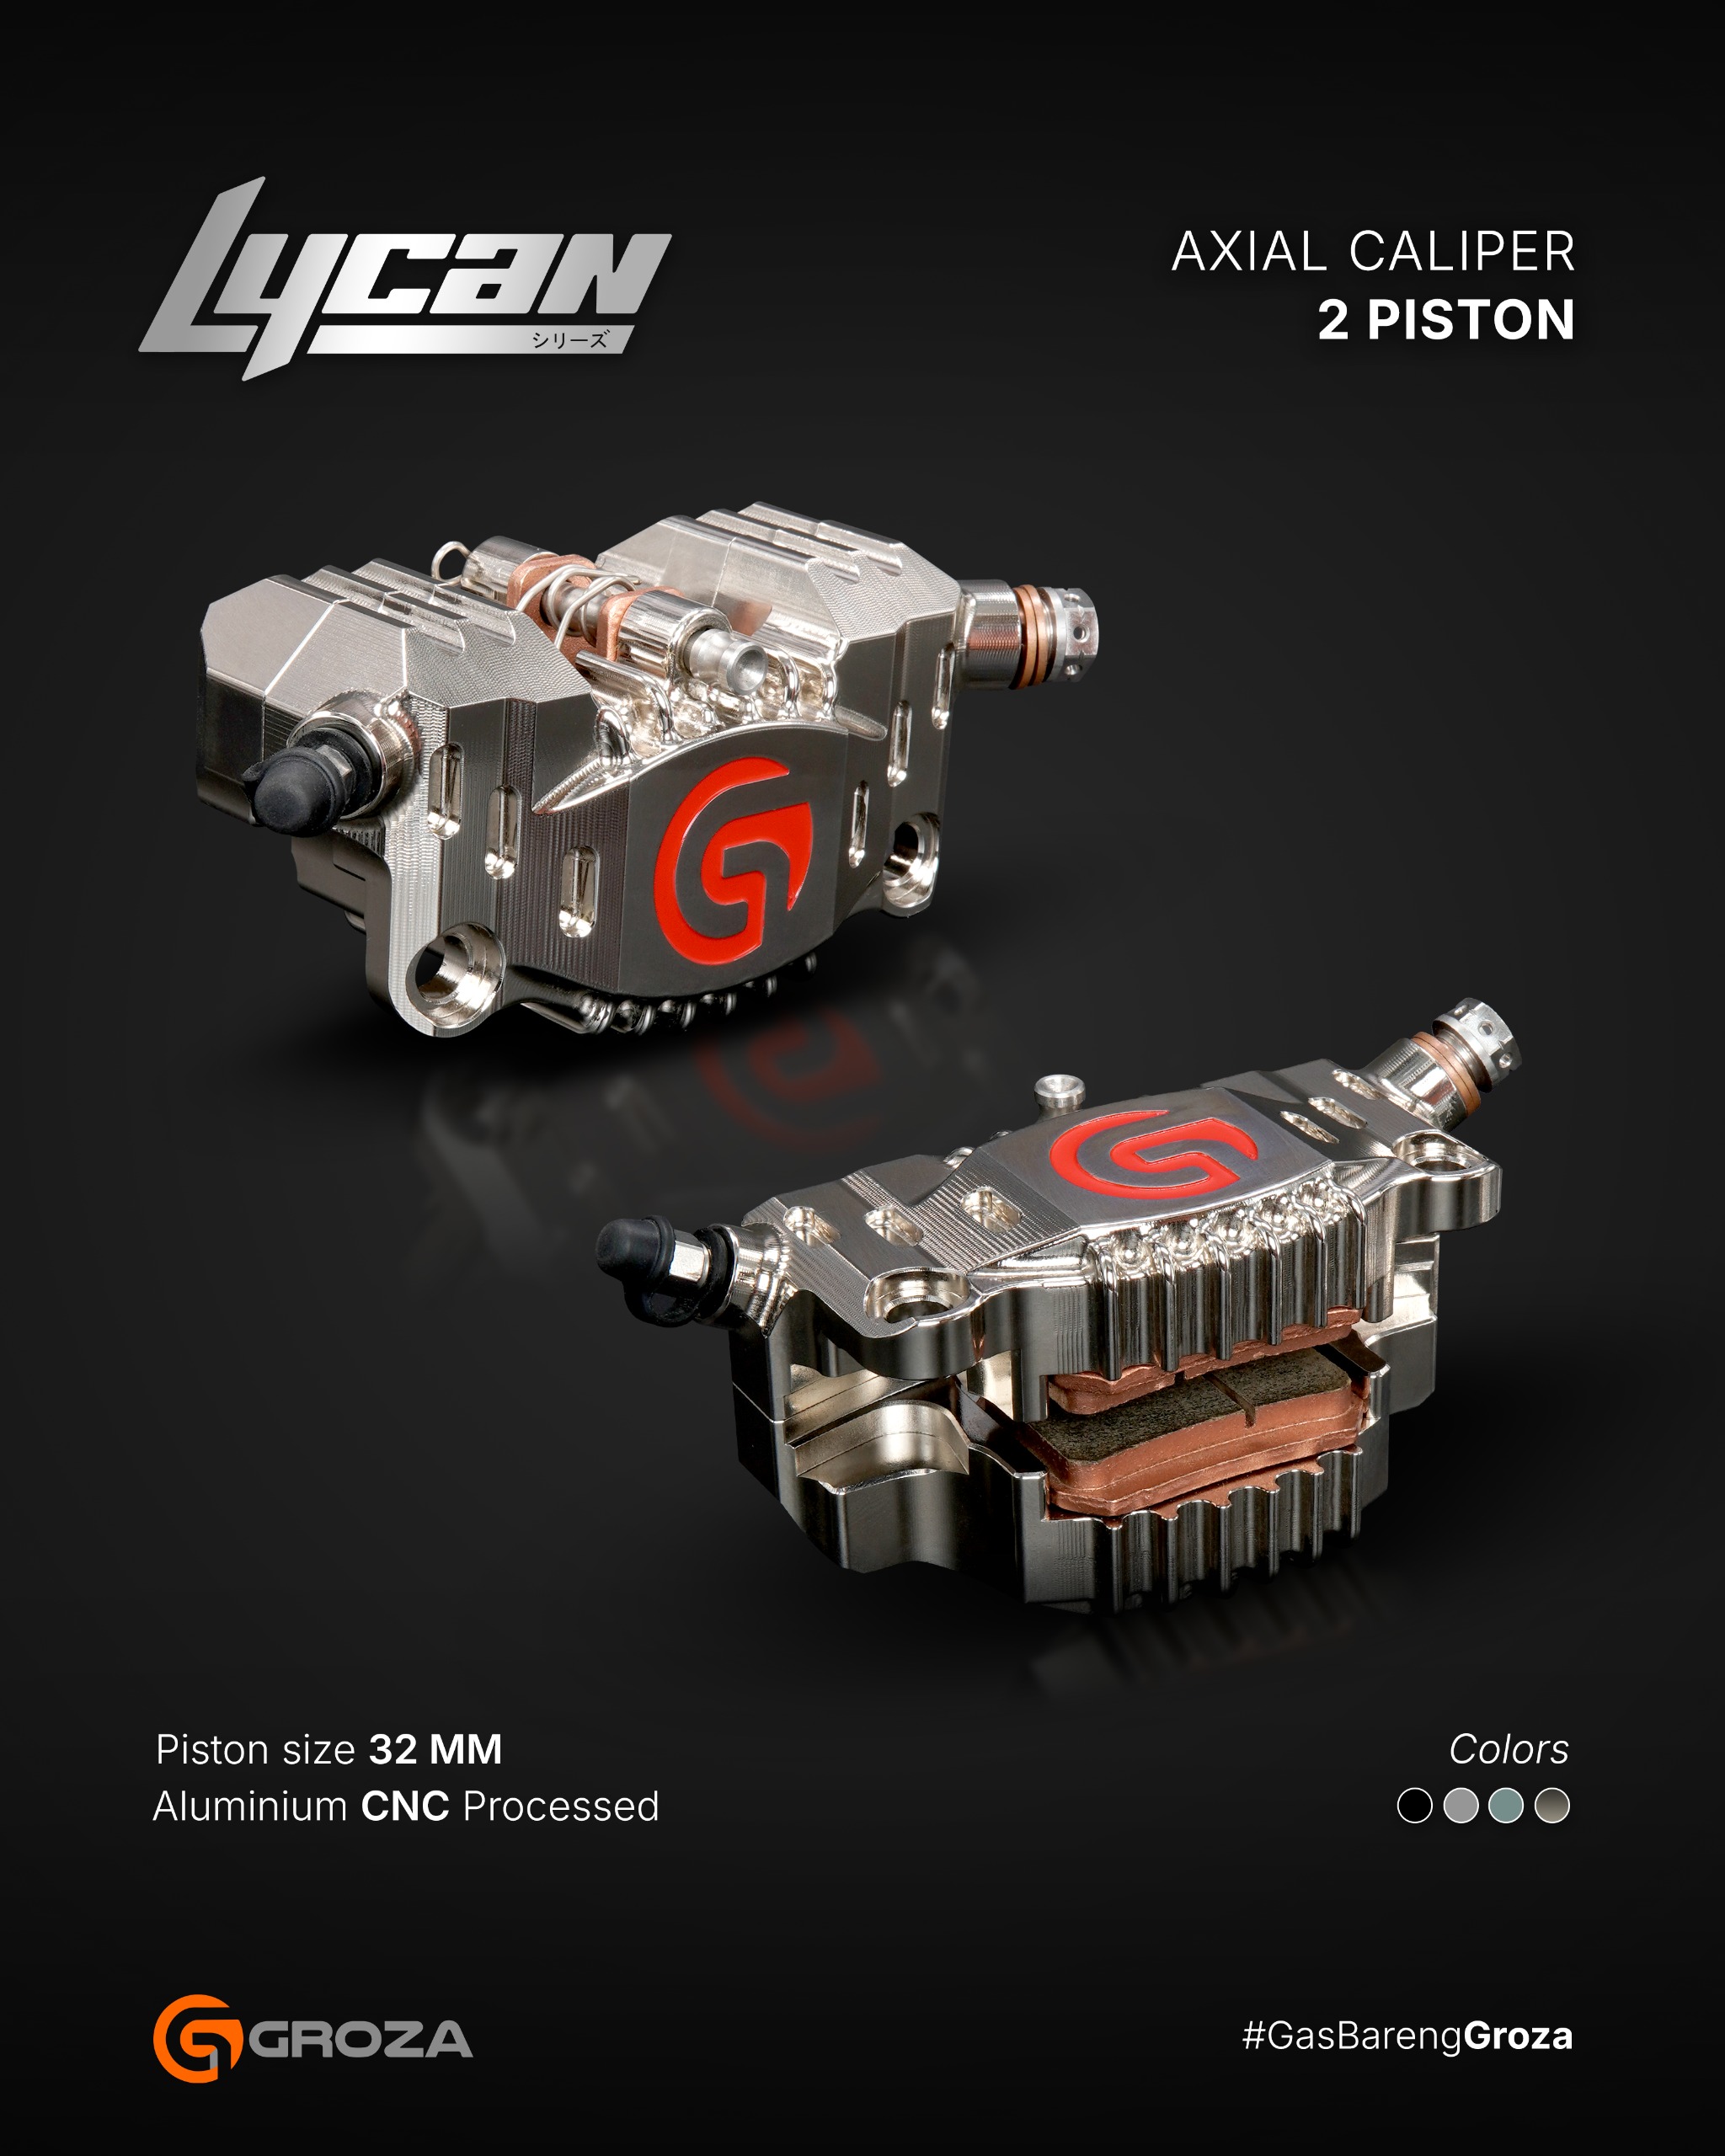 Lycan
シリーズ
AXIAL CALIPER
2 PISTON
Piston size 32 MM
Aluminium CNC Processed
Colors
GROZA
#GasBarengGroza